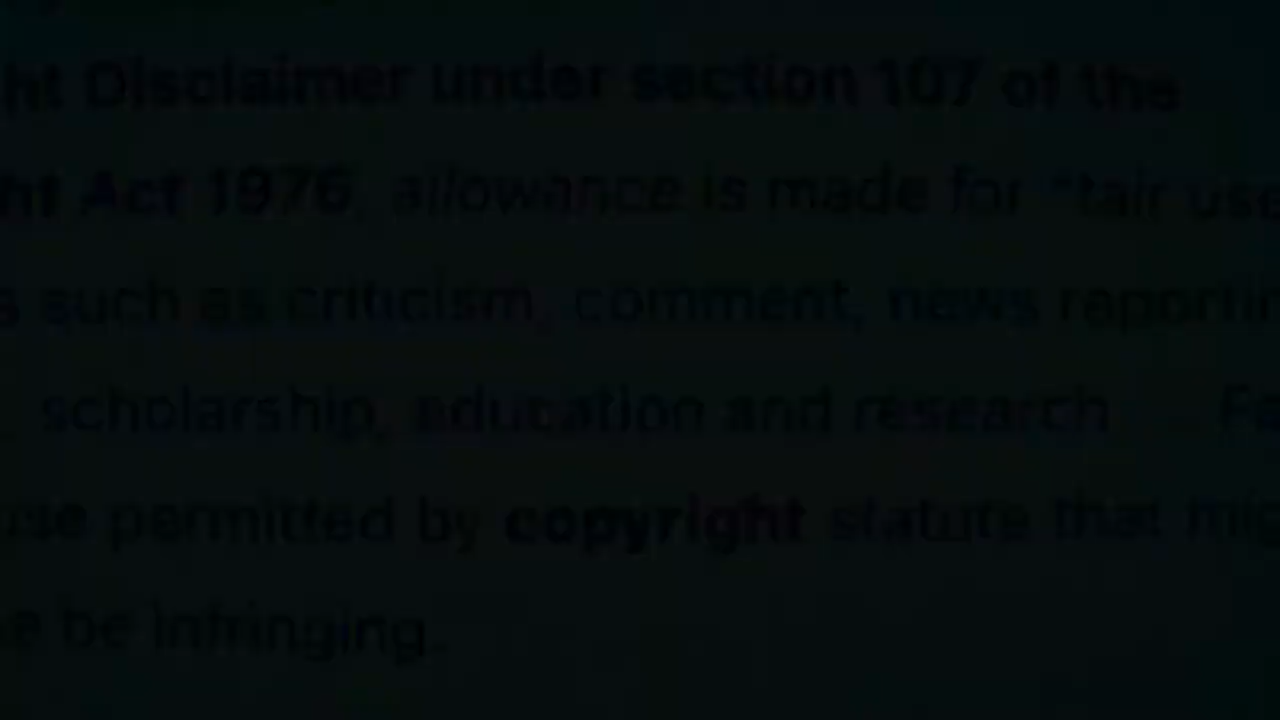 ht Disclaimer under section 107 of the
ht Act 1976, allowance is made for "fair use
s such as criticism, comment, news reportin
scholarship, education and research Fa
use permitted by copyright statute that mig
e be infringing.